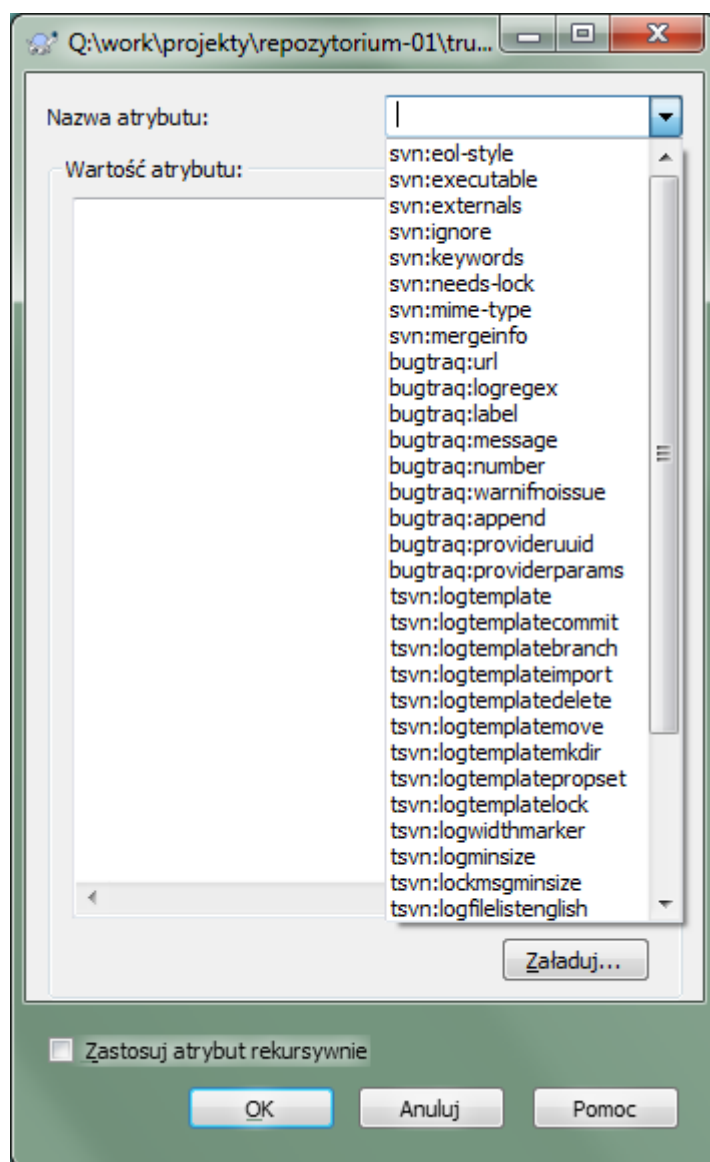 Q:\work\projekty\repozytorium-01\tru...
Nazwa atrybutu:
Wartość atrybutu:
svn:eol-style
svn:executable
svn:externals
svn:ignore
svn:keywords
svn:needs-lock
svn:mime-type
svn:mergeinfo
bugtraq:url
bugtraq:logregex
bugtraq:label
bugtraq:message
bugtraq:number
bugtraq:warnifnoissue
bugtraq:append
bugtraq:provideruuid
bugtraq:providerparams
tsvn:logtemplate
tsvn:logtemplatecommit
tsvn:logtemplatebranch
tsvn:logtemplateimport
tsvn:logtemplatedelete
tsvn:logtemplatemove
tsvn:logtemplatemkdir
tsvn:logtemplatepropset
tsvn:logtemplatelock
tsvn:logwidthmarker
tsvn:logminsize
tsvn:lockmsgminsize
tsvn:logfilelistenglish
Załaduj...
Zastosuj atrybut rekursywnie
OK Anuluj Pomoc